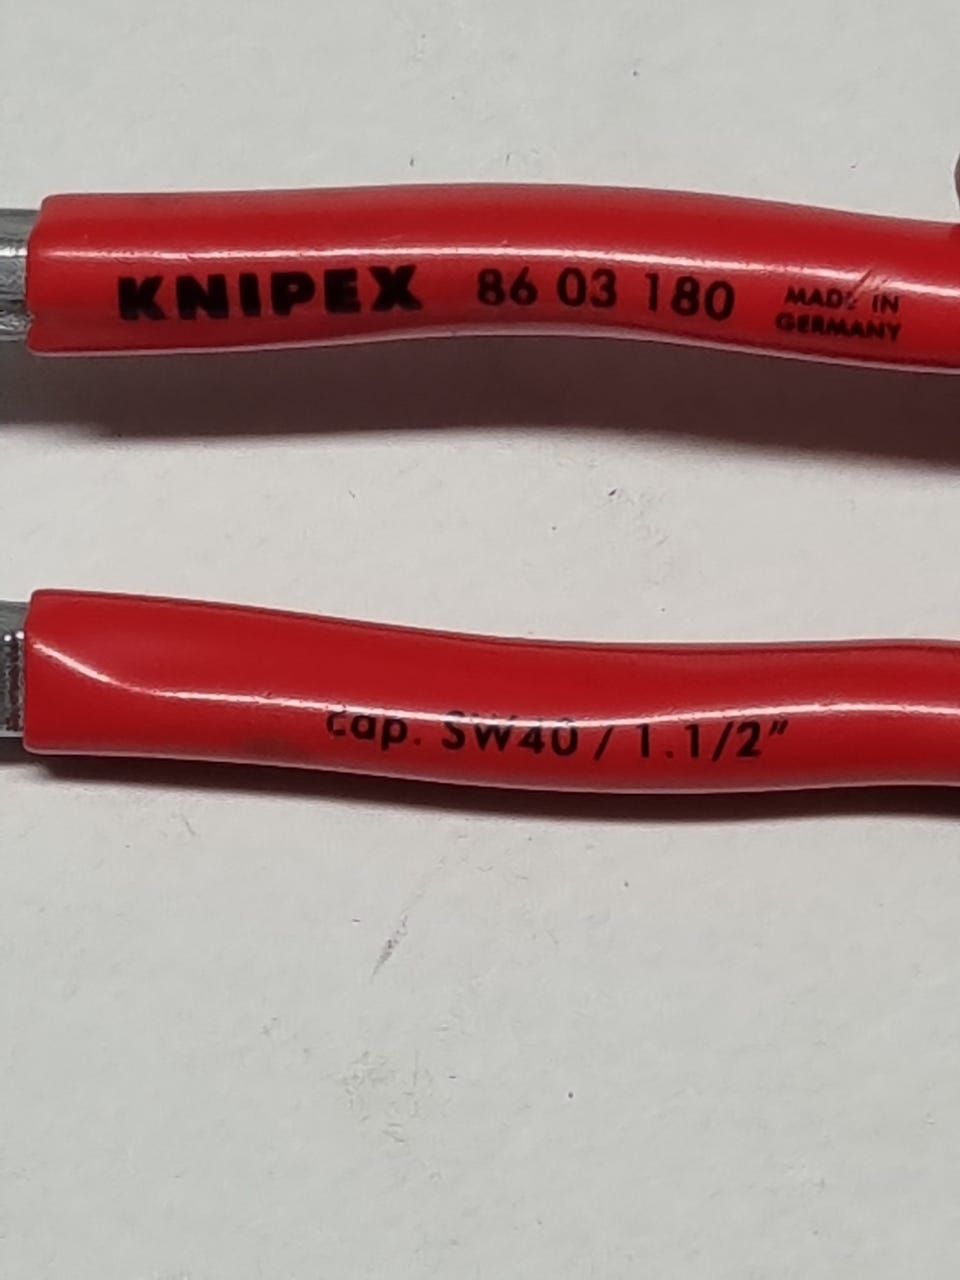 KNIPEX 86 03 180 MADE IN
GERMANY
cap. SW40 / 1.1/2"